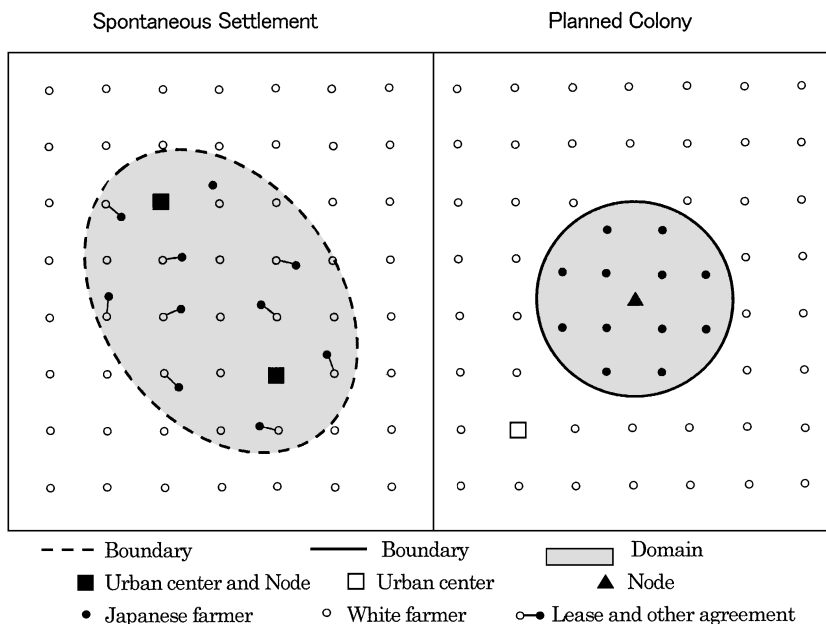 Spontaneous Settlement
Planned Colony
Boundary Boundary Domain
Urban center and Node Urban center Node
Japanese farmer White farmer Lease and other agreement